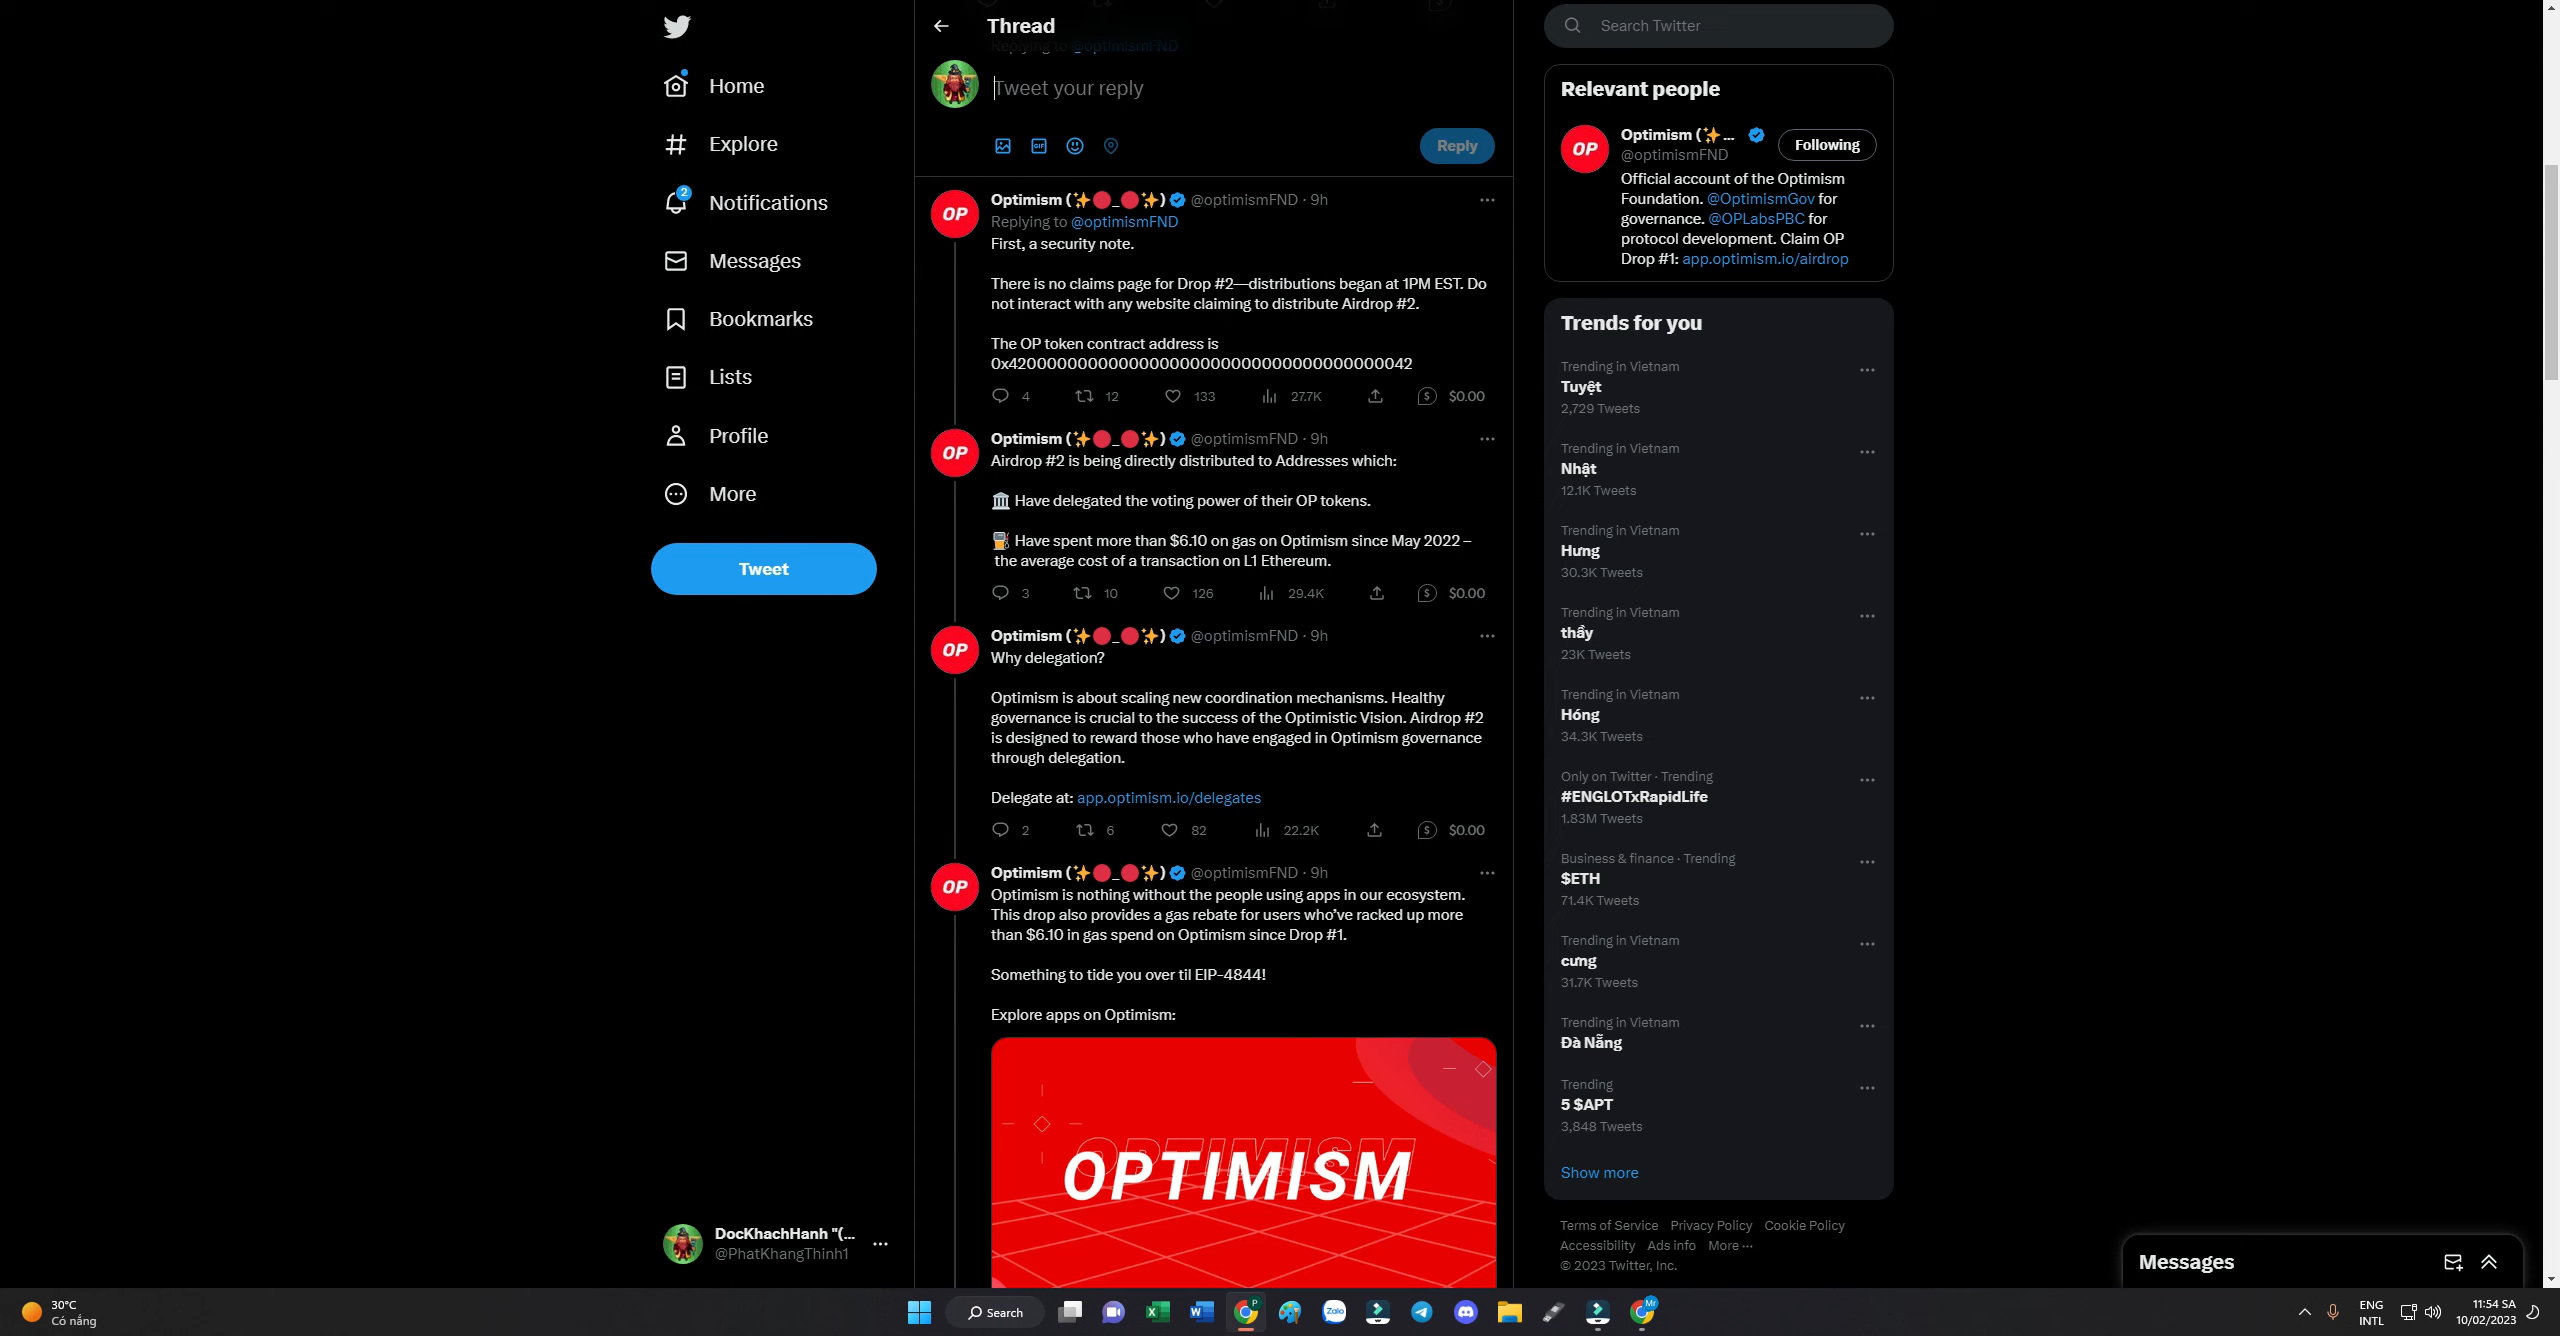 Home
Explore
2
Notifications
Messages
Bookmarks
Lists
Profile
More
Tweet
DocKhachHanh "(...
@PhatKhangThinh1
Thread
Replying to @optimismFND
Tweet your reply
GIF
Reply
OP
Optimism (✨🔴_🔴✨) @optimismFND · 9h
Replying to @optimismFND
First, a security note.
There is no claims page for Drop #2—distributions began at 1PM EST. Do
not interact with any website claiming to distribute Airdrop #2.
The OP token contract address is
0x4200000000000000000000000000000000000042
4 12 133 27.7K $0.00
OP
Optimism (✨🔴_🔴✨) @optimismFND · 9h
Airdrop #2 is being directly distributed to Addresses which:
🏛 Have delegated the voting power of their OP tokens.
⛽ Have spent more than $6.10 on gas on Optimism since May 2022 –
the average cost of a transaction on L1 Ethereum.
3 10 126 29.4K $0.00
OP
Optimism (✨🔴_🔴✨) @optimismFND · 9h
Why delegation?
Optimism is about scaling new coordination mechanisms. Healthy
governance is crucial to the success of the Optimistic Vision. Airdrop #2
is designed to reward those who have engaged in Optimism governance
through delegation.
Delegate at: app.optimism.io/delegates
2 6 82 22.2K $0.00
OP
Optimism (✨🔴_🔴✨) @optimismFND · 9h
Optimism is nothing without the people using apps in our ecosystem.
This drop also provides a gas rebate for users who’ve racked up more
than $6.10 in gas spend on Optimism since Drop #1.
Something to tide you over til EIP-4844!
Explore apps on Optimism:
OPTIMISM
Search Twitter
Relevant people
OP
Optimism (✨...
@optimismFND
Following
Official account of the Optimism
Foundation. @OptimismGov for
governance. @OPLabsPBC for
protocol development. Claim OP
Drop #1: app.optimism.io/airdrop
Trends for you
Trending in Vietnam
Tuyệt
2,729 Tweets
Trending in Vietnam
Nhật
12.1K Tweets
Trending in Vietnam
Hưng
30.3K Tweets
Trending in Vietnam
thầy
23K Tweets
Trending in Vietnam
Hóng
34.3K Tweets
Only on Twitter · Trending
#ENGLOTxRapidLife
1.83M Tweets
Business & finance · Trending
$ETH
71.4K Tweets
Trending in Vietnam
cưng
31.7K Tweets
Trending in Vietnam
Đà Nẵng
Trending
5 $APT
3,848 Tweets
Show more
Terms of Service Privacy Policy Cookie Policy
Accessibility Ads info More ···
© 2023 Twitter, Inc.
Messages
30°C
Có nắng
Search
P
Zalo
Mr
ENG
INTL
11:54 SA
10/02/2023